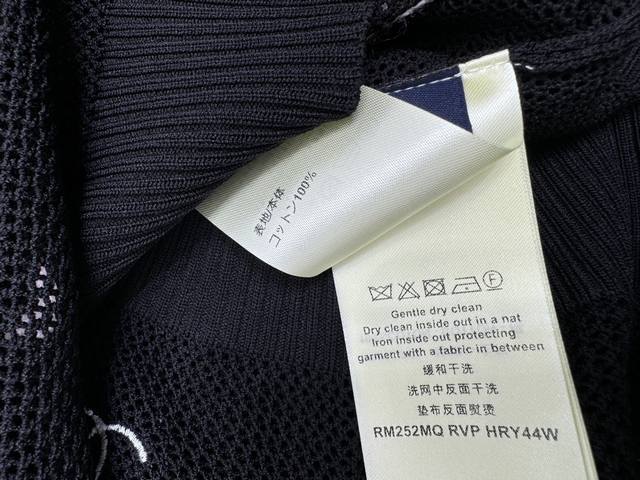 表地/本体
コットン100%
F
Gentle dry clean
Dry clean inside out in a nat
Iron inside out protecting
garment with a fabric in between
缓和干洗
洗网中反面干洗
垫布反面熨烫
RM252MQ RVP HRY44W